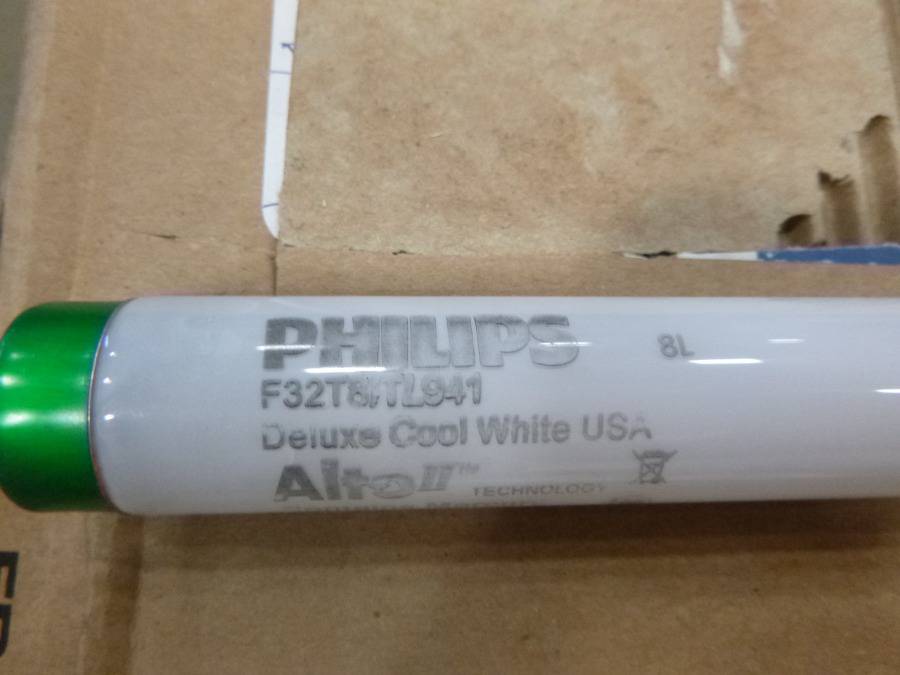 PHILIPS
8L
F32T8/TL941
Deluxe Cool White USA
Alto II™ TECHNOLOGY